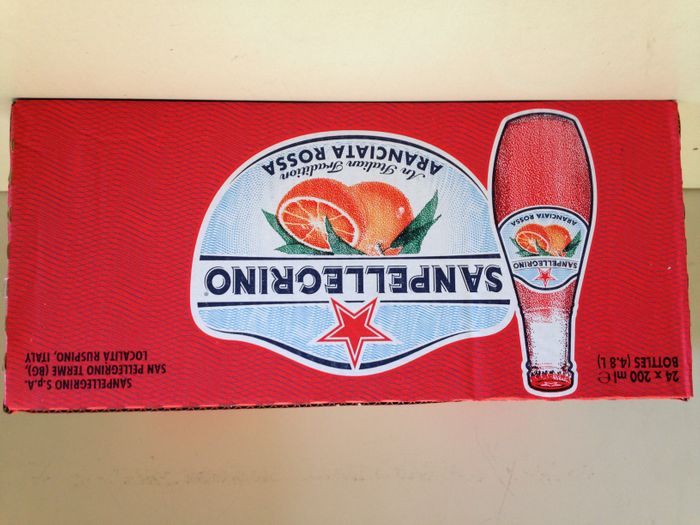 24 x 200 ml ℮
BOTTLES (4.8 L)
SANPELLEGRINO
ARANCIATA ROSSA
SANPELLEGRINO®
An Italian Tradition
ARANCIATA ROSSA
SANPELLEGRINO S.p.A.
LOCALITÀ RUSPINO,
SAN PELLEGRINO TERME (BG), ITALY